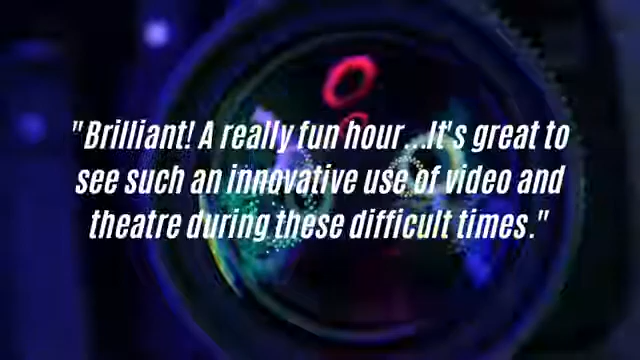 "Brilliant! A really fun hour...It's great to
see such an innovative use of video and
theatre during these difficult times."